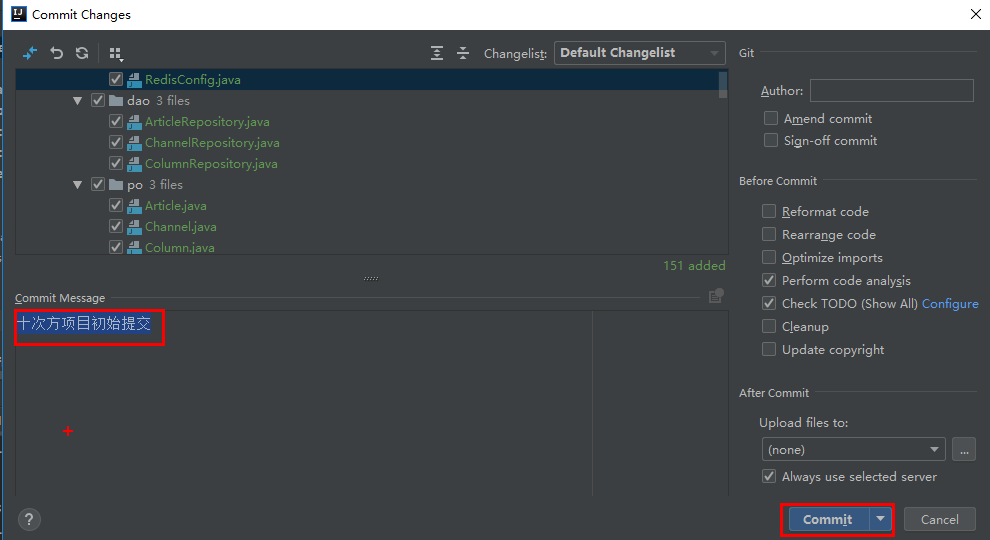 Commit Changes
Changelist: Default Changelist
RedisConfig.java
dao 3 files
ArticleRepository.java
ChannelRepository.java
ColumnRepository.java
po 3 files
Article.java
Channel.java
Column.java
151 added
Commit Message
十次方项目初始提交
Git
Author:
Amend commit
Sign-off commit
Before Commit
Reformat code
Rearrange code
Optimize imports
Perform code analysis
Check TODO (Show All) Configure
Cleanup
Update copyright
After Commit
Upload files to:
(none)
...
Always use selected server
?
Commit
Cancel